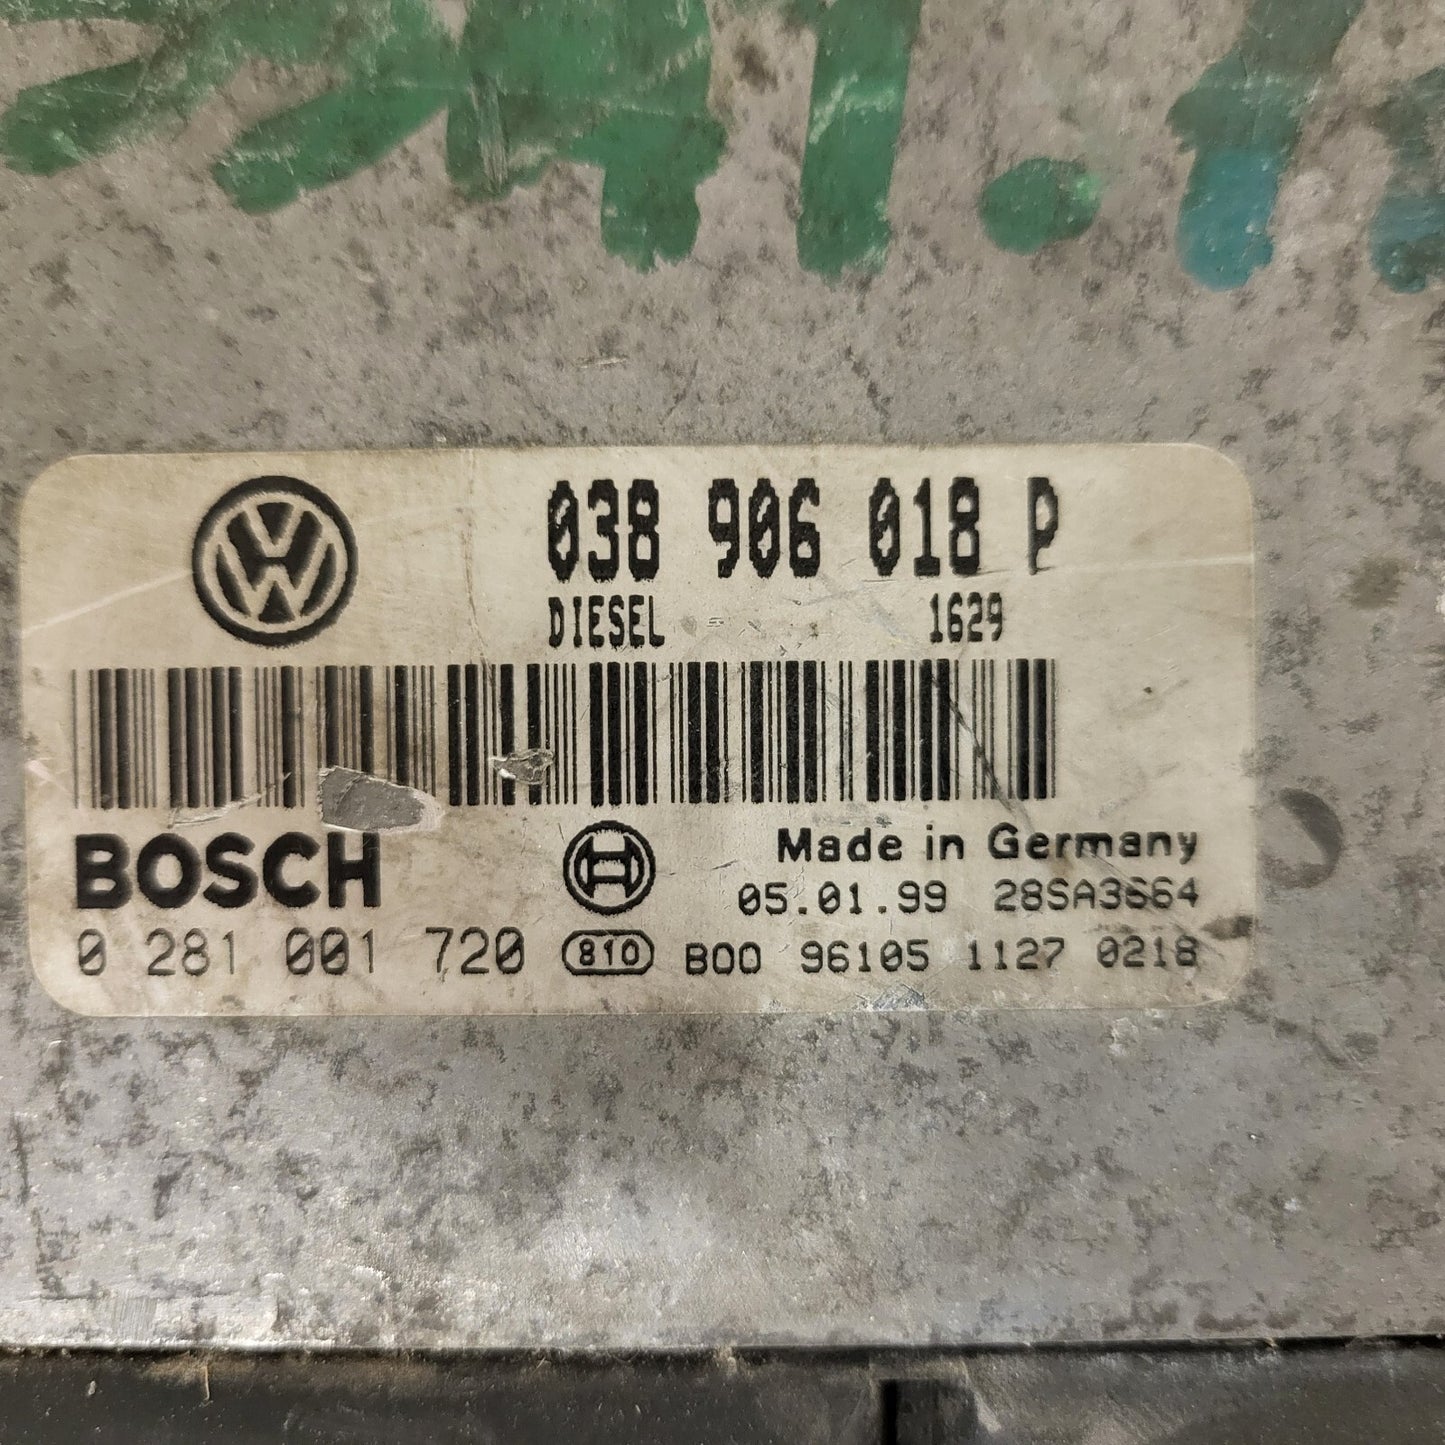 038 906 018 P
DIESEL 1629
BOSCH
Made in Germany
05.01.99 28SA3664
0 281 001 720 810 B00 96105 1127 0218